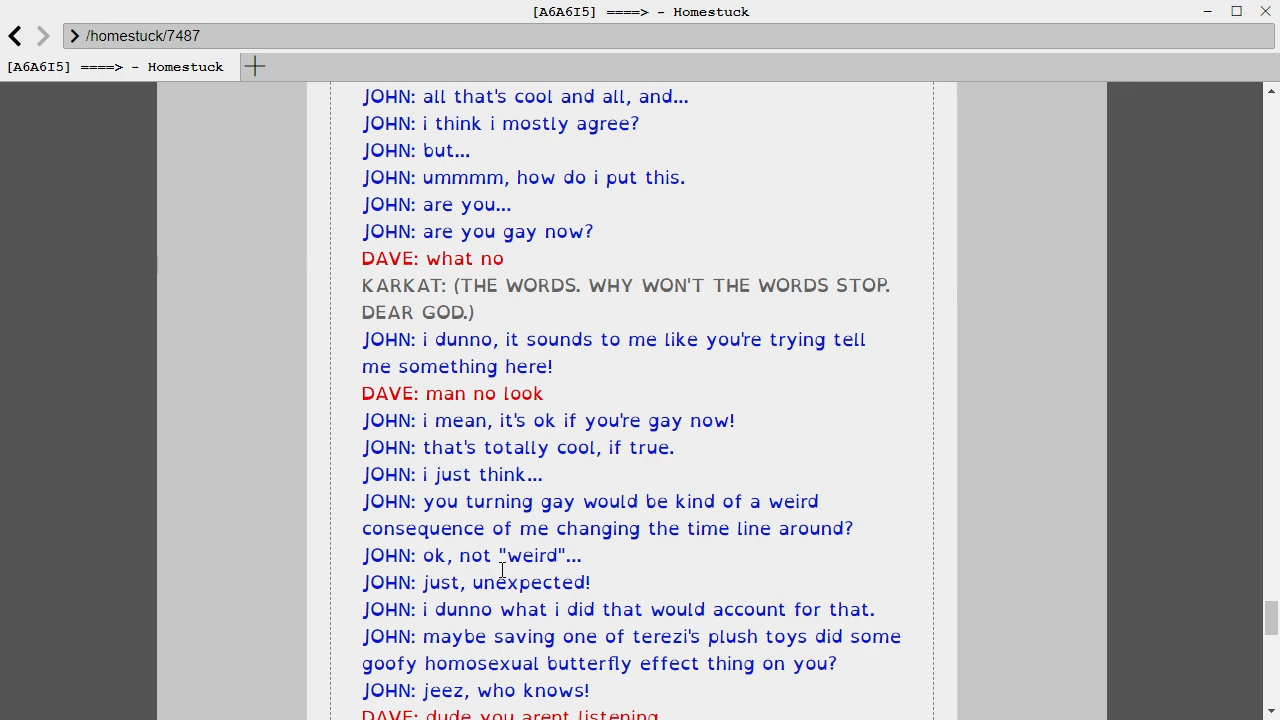 [A6A6I5] ====> - Homestuck
/homestuck/7487
[A6A6I5] ====> - Homestuck
JOHN: all that's cool and all, and...
JOHN: i think i mostly agree?
JOHN: but...
JOHN: ummmm, how do i put this.
JOHN: are you...
JOHN: are you gay now?
DAVE: what no
KARKAT: (THE WORDS. WHY WON'T THE WORDS STOP.
DEAR GOD.)
JOHN: i dunno, it sounds to me like you're trying tell
me something here!
DAVE: man no look
JOHN: i mean, it's ok if you're gay now!
JOHN: that's totally cool, if true.
JOHN: i just think...
JOHN: you turning gay would be kind of a weird
consequence of me changing the time line around?
JOHN: ok, not "weird"...
JOHN: just, unexpected!
JOHN: i dunno what i did that would account for that.
JOHN: maybe saving one of terezi's plush toys did some
goofy homosexual butterfly effect thing on you?
JOHN: jeez, who knows!
DAVE: dude you arent listening